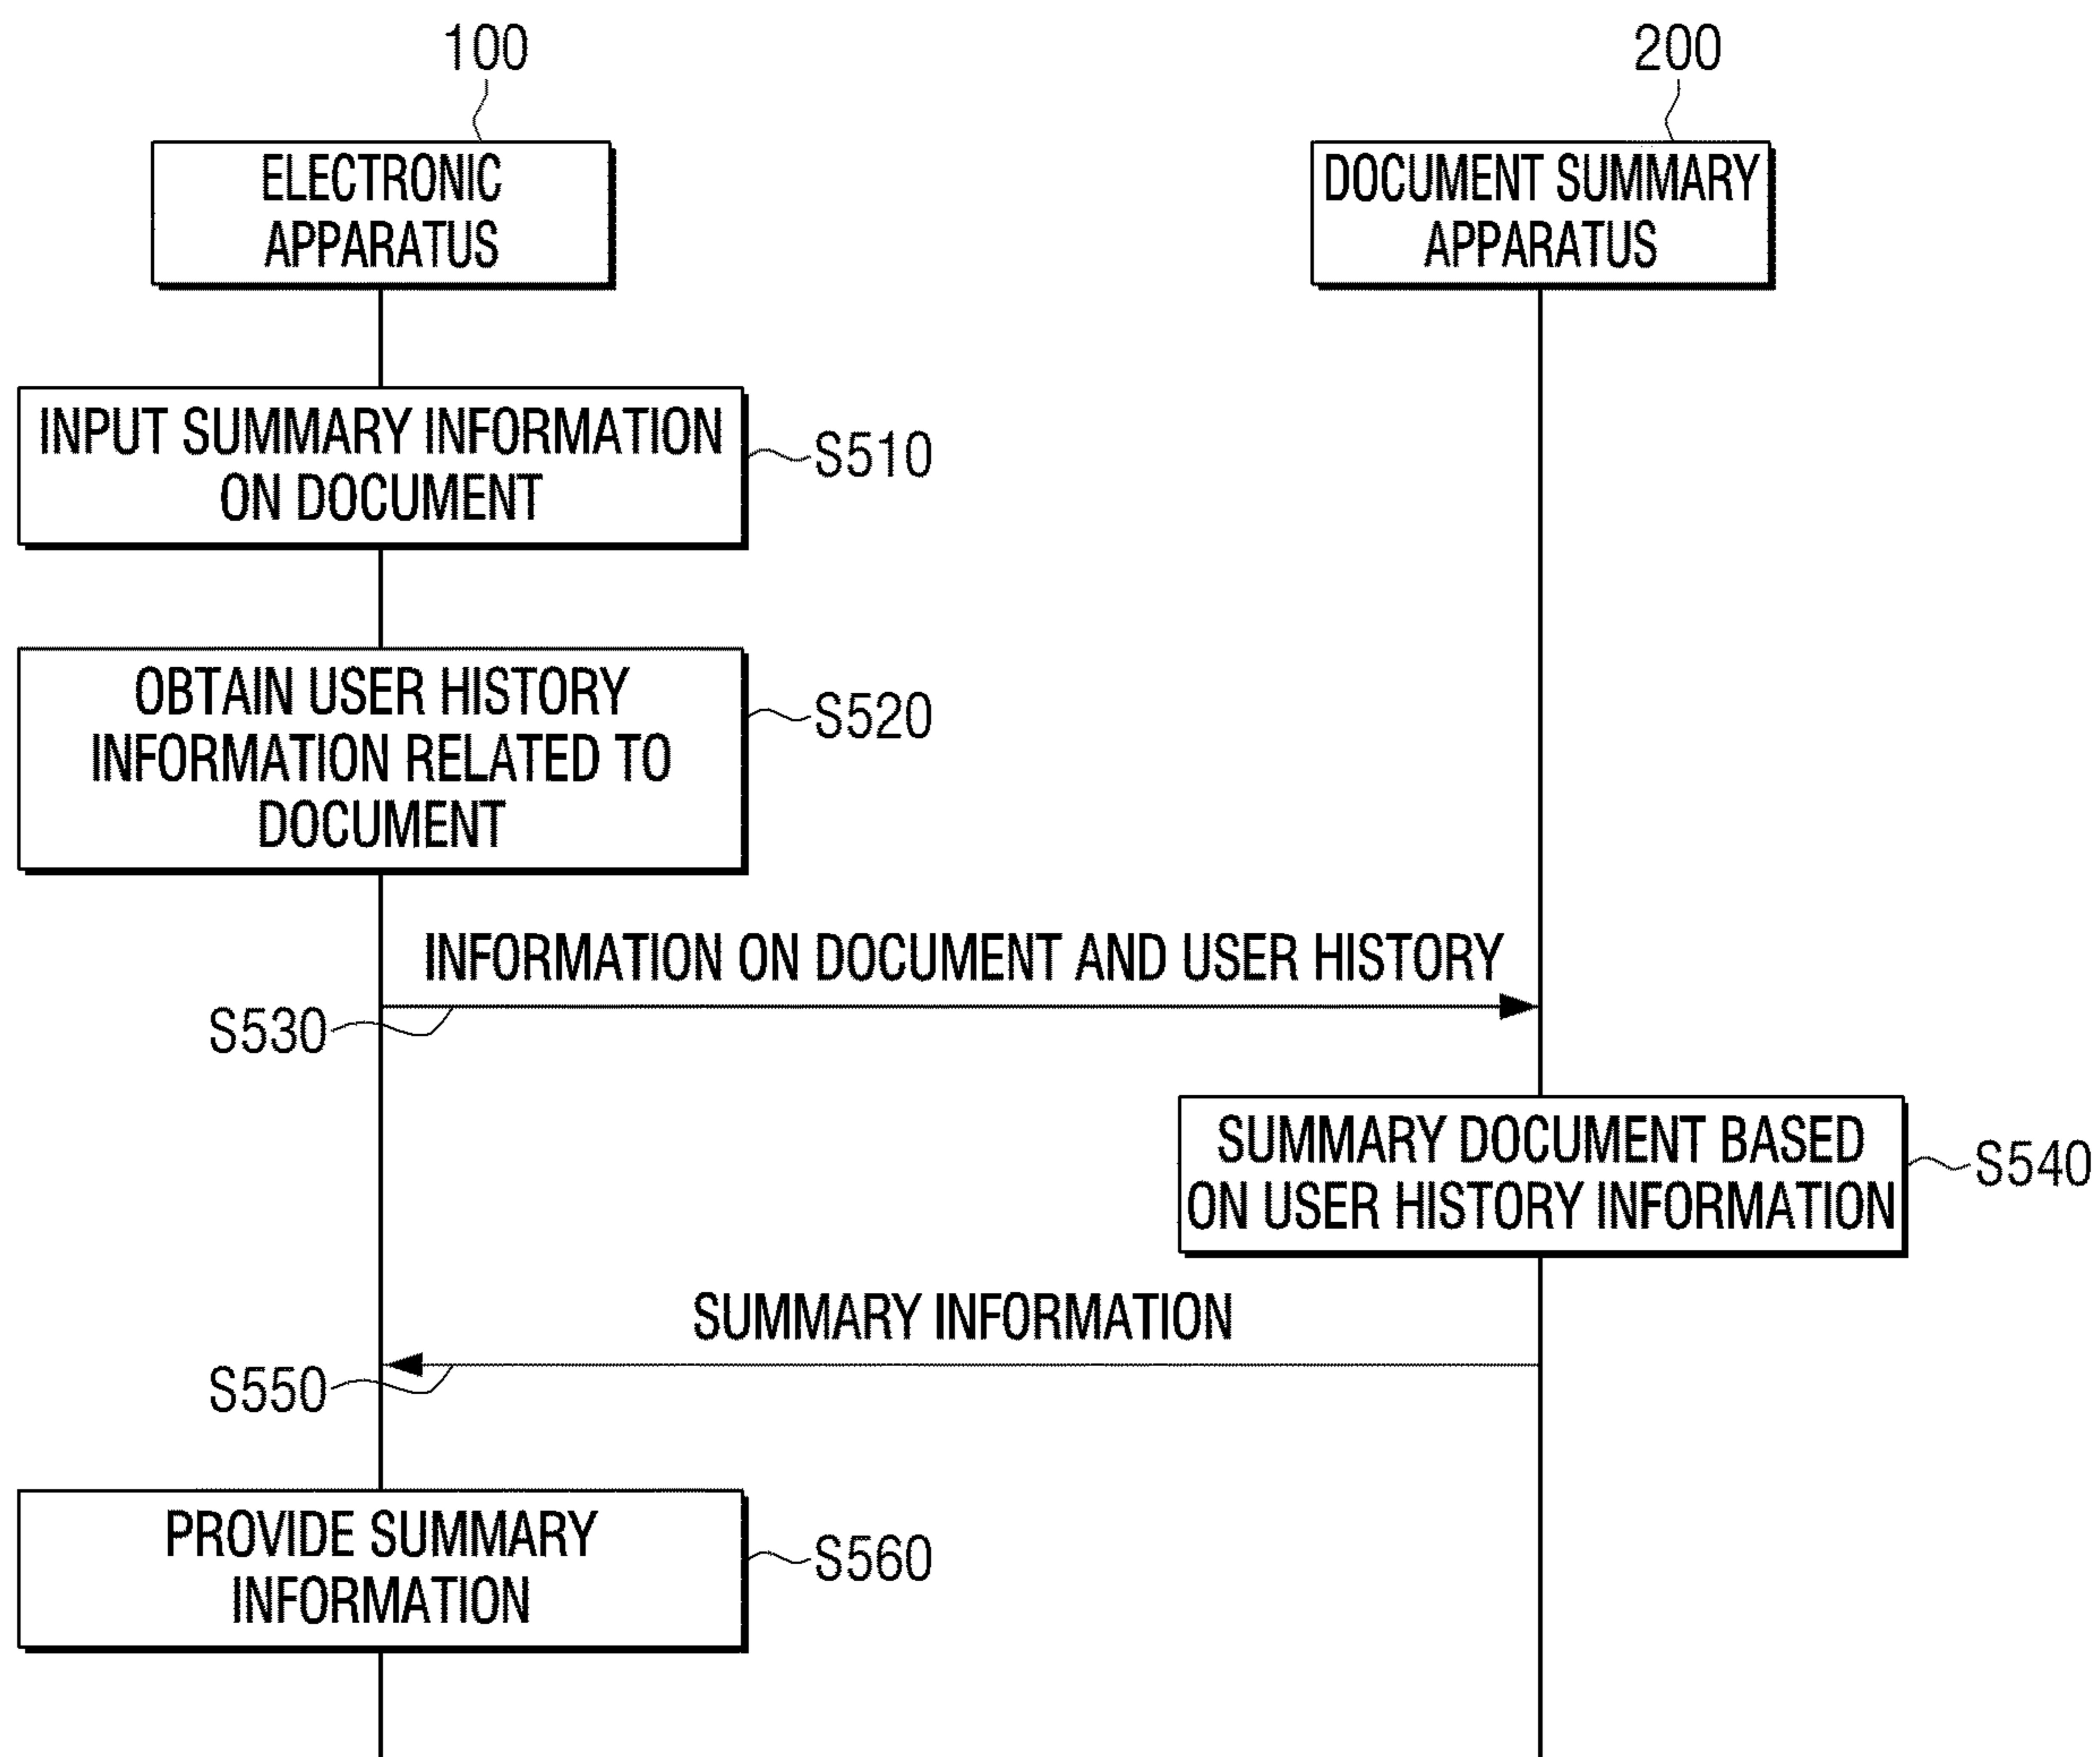 100
200
ELECTRONIC
APPARATUS
DOCUMENT SUMMARY
APPARATUS
INPUT SUMMARY INFORMATION
ON DOCUMENT
S510
OBTAIN USER HISTORY
INFORMATION RELATED TO
DOCUMENT
S520
INFORMATION ON DOCUMENT AND USER HISTORY
S530
SUMMARY DOCUMENT BASED
ON USER HISTORY INFORMATION
S540
SUMMARY INFORMATION
S550
PROVIDE SUMMARY
INFORMATION
S560